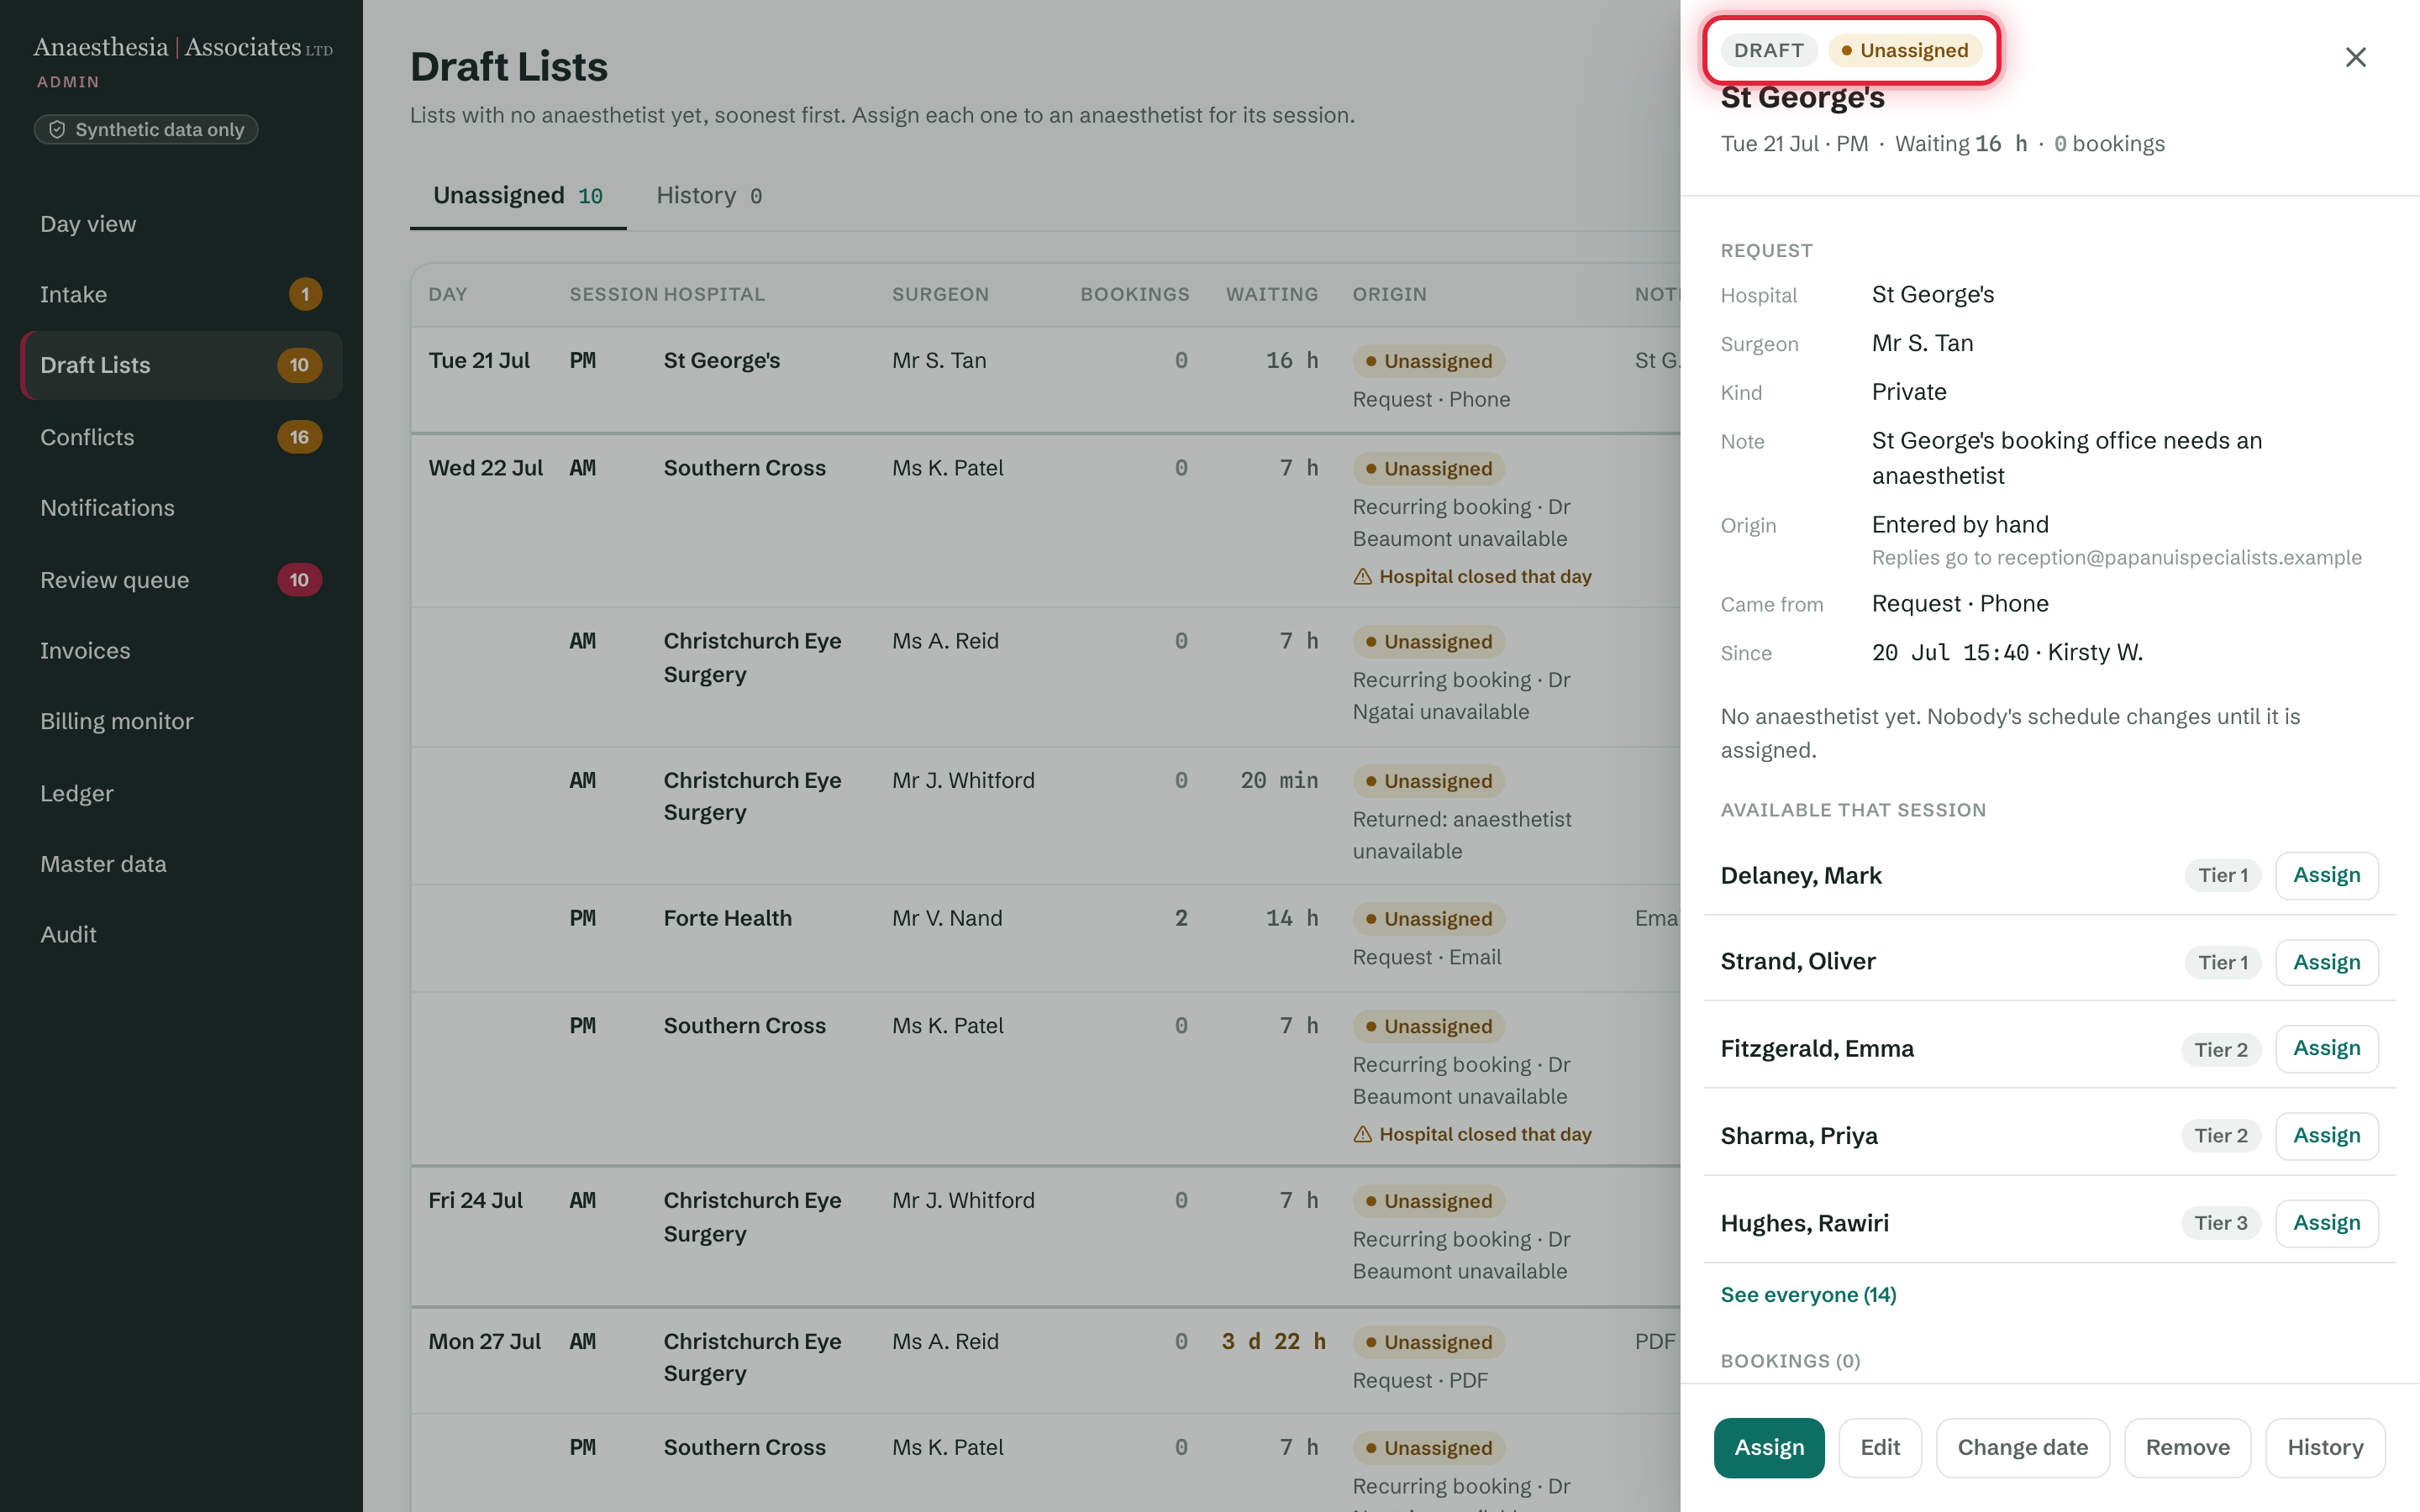 Anaesthesia | Associates LTD
ADMIN
Synthetic data only
Day view
Intake 1
Draft Lists 10
Conflicts 16
Notifications
Review queue 10
Invoices
Billing monitor
Ledger
Master data
Audit
Draft Lists
Lists with no anaesthetist yet, soonest first. Assign each one to an anaesthetist for its session.
Unassigned 10 History 0
DAY SESSION HOSPITAL SURGEON BOOKINGS WAITING ORIGIN
Tue 21 Jul PM St George's Mr S. Tan 0 16 h Unassigned St G.
Request · Phone
Wed 22 Jul AM Southern Cross Ms K. Patel 0 7 h Unassigned
Recurring booking · Dr
Beaumont unavailable
Hospital closed that day
AM Christchurch Eye Ms A. Reid 0 7 h Unassigned
Surgery
Recurring booking · Dr
Ngatai unavailable
AM Christchurch Eye Mr J. Whitford 0 20 min Unassigned
Surgery
Returned: anaesthetist
unavailable
PM Forte Health Mr V. Nand 2 14 h Unassigned
Request · Email
PM Southern Cross Ms K. Patel 0 7 h Unassigned
Recurring booking · Dr
Beaumont unavailable
Hospital closed that day
Fri 24 Jul AM Christchurch Eye Mr J. Whitford 0 7 h Unassigned
Surgery
Recurring booking · Dr
Beaumont unavailable
Mon 27 Jul AM Christchurch Eye Ms A. Reid 0 3 d 22 h Unassigned PDF
Surgery
Request · PDF
PM Southern Cross Ms K. Patel 0 7 h Unassigned
Recurring booking · Dr
DRAFT Unassigned
St George's
Tue 21 Jul · PM · Waiting 16 h · 0 bookings
REQUEST
Hospital St George's
Surgeon Mr S. Tan
Kind Private
Note St George's booking office needs an
anaesthetist
Origin Entered by hand
Replies go to reception@papanuispecialists.example
Came from Request · Phone
Since 20 Jul 15:40 · Kirsty W.
No anaesthetist yet. Nobody's schedule changes until it is
assigned.
AVAILABLE THAT SESSION
Delaney, Mark Tier 1 Assign
Strand, Oliver Tier 1 Assign
Fitzgerald, Emma Tier 2 Assign
Sharma, Priya Tier 2 Assign
Hughes, Rawiri Tier 3 Assign
See everyone (14)
BOOKINGS (0)
Assign Edit Change date Remove History